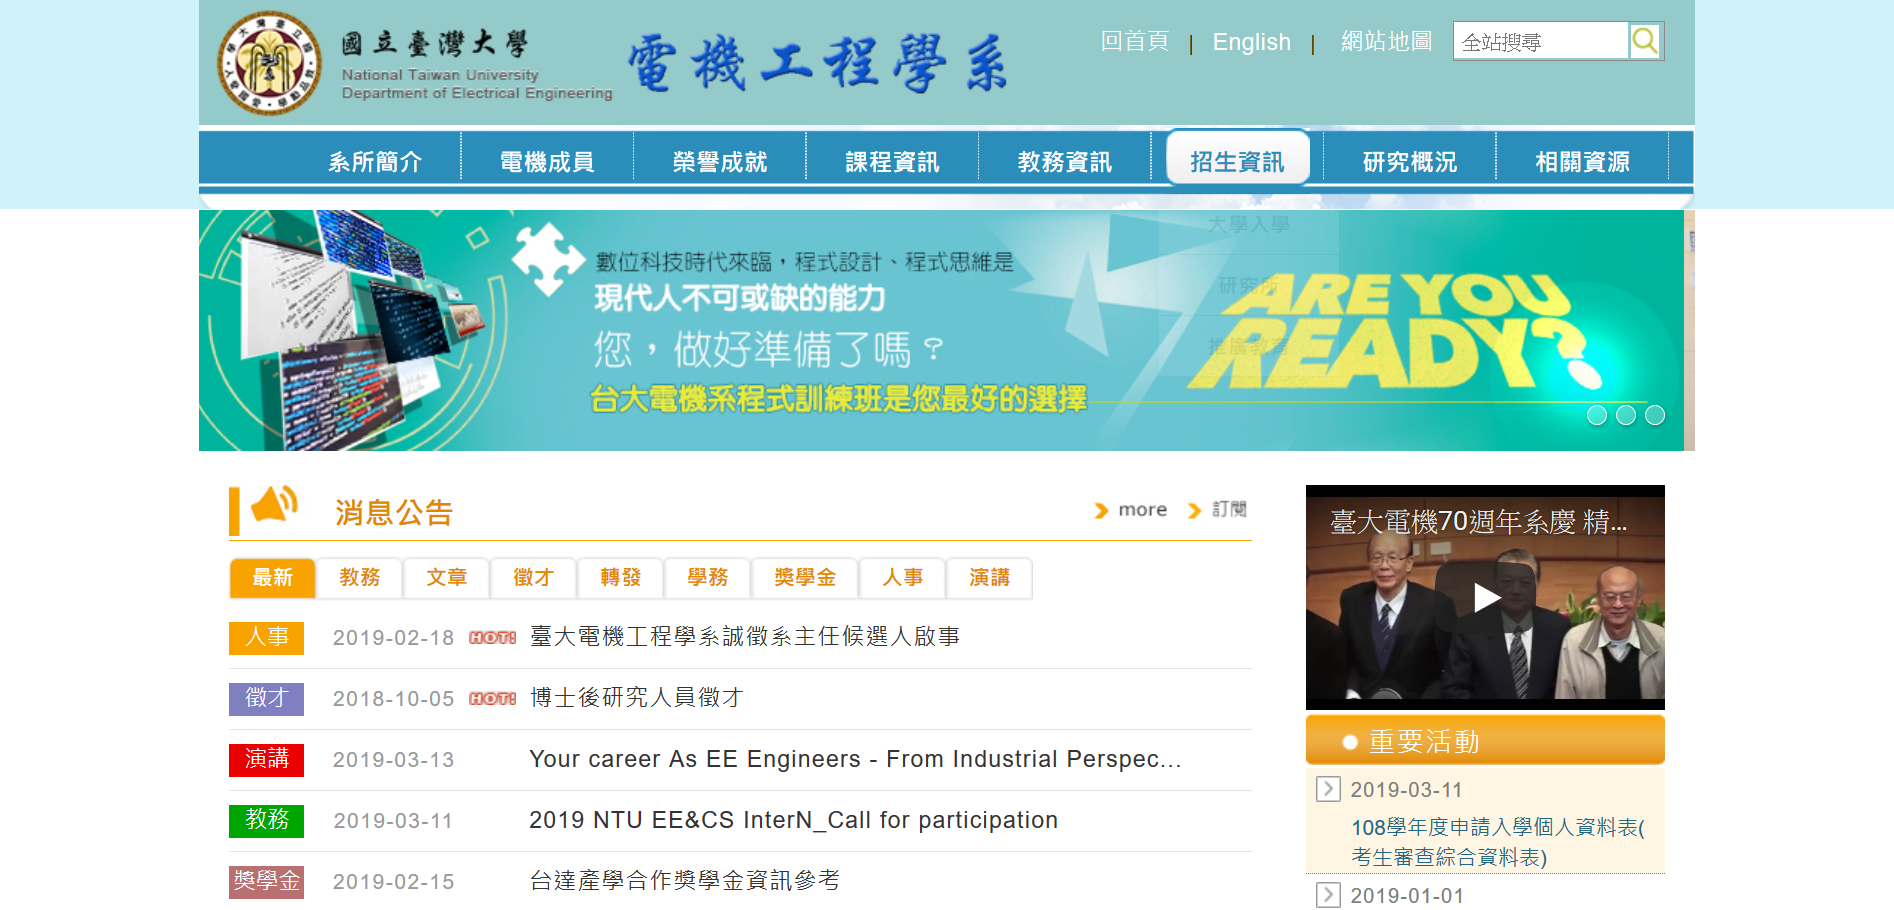 國立臺灣大學
National Taiwan University
Department of Electrical Engineering
電機工程學系
回首頁 | English | 網站地圖
全站搜尋
系所簡介 電機成員 榮譽成就 課程資訊 教務資訊 招生資訊 研究概況 相關資源
大學入學
研究所
推廣教育
數位科技時代來臨，程式設計、程式思維是
現代人不可或缺的能力
您，做好準備了嗎？
台大電機系程式訓練班是您最好的選擇
ARE YOU
READY?
消息公告
more 訂閱
最新 教務 文章 徵才 轉發 學務 獎學金 人事 演講
人事 2019-02-18 HOT! 臺大電機工程學系誠徵系主任候選人啟事
徵才 2018-10-05 HOT! 博士後研究人員徵才
演講 2019-03-13 Your career As EE Engineers - From Industrial Perspec...
教務 2019-03-11 2019 NTU EE&CS InterN_Call for participation
獎學金 2019-02-15 台達產學合作獎學金資訊參考
臺大電機70週年系慶 精...
重要活動
2019-03-11
108學年度申請入學個人資料表(
考生審查綜合資料表)
2019-01-01